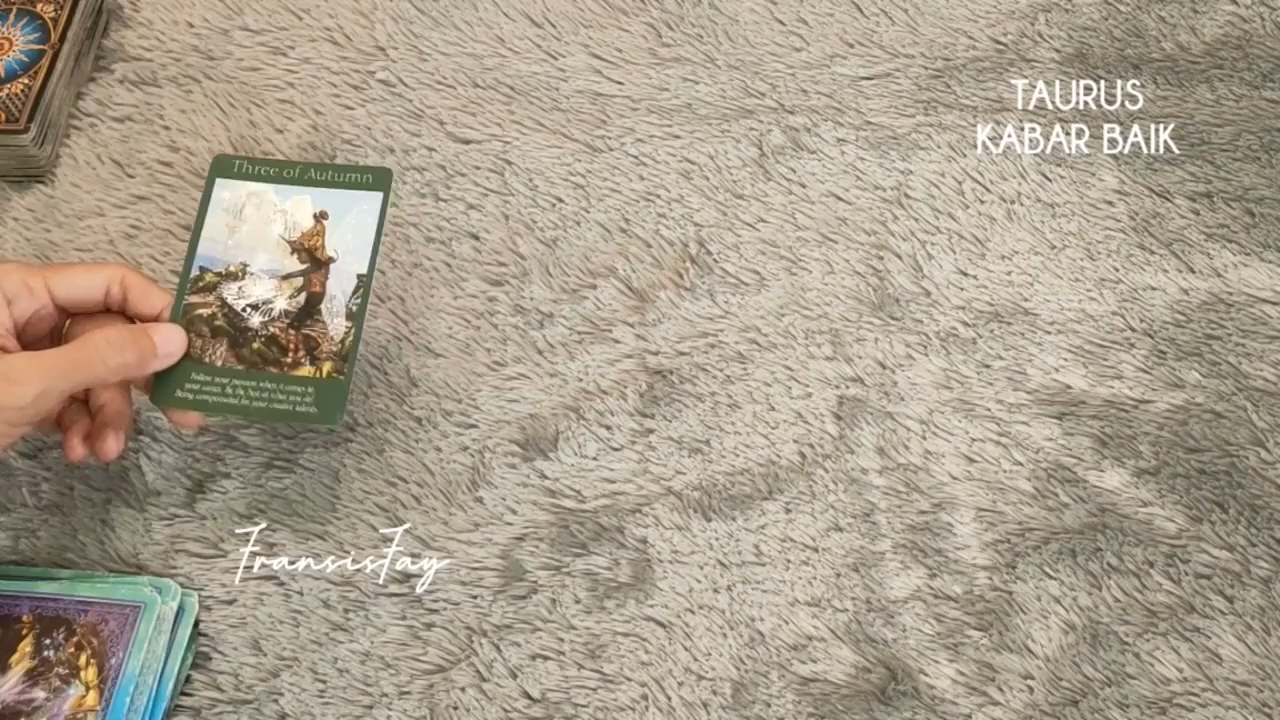 TAURUS
KABAR BAIK
Three of Autumn
Follow your passion when it comes to
your career. Be the best at what you do!
Being compensated for your creative talents.
FransisFay